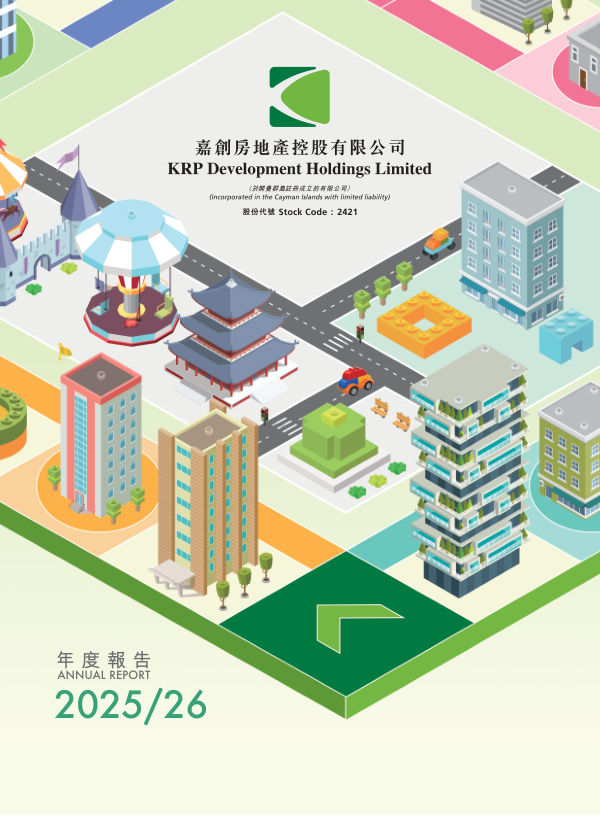 嘉創房地產控股有限公司
KRP Development Holdings Limited
（於開曼群島註冊成立的有限公司）
(Incorporated in the Cayman Islands with limited liability)
股份代號 Stock Code : 2421
年度報告
ANNUAL REPORT
2025/26